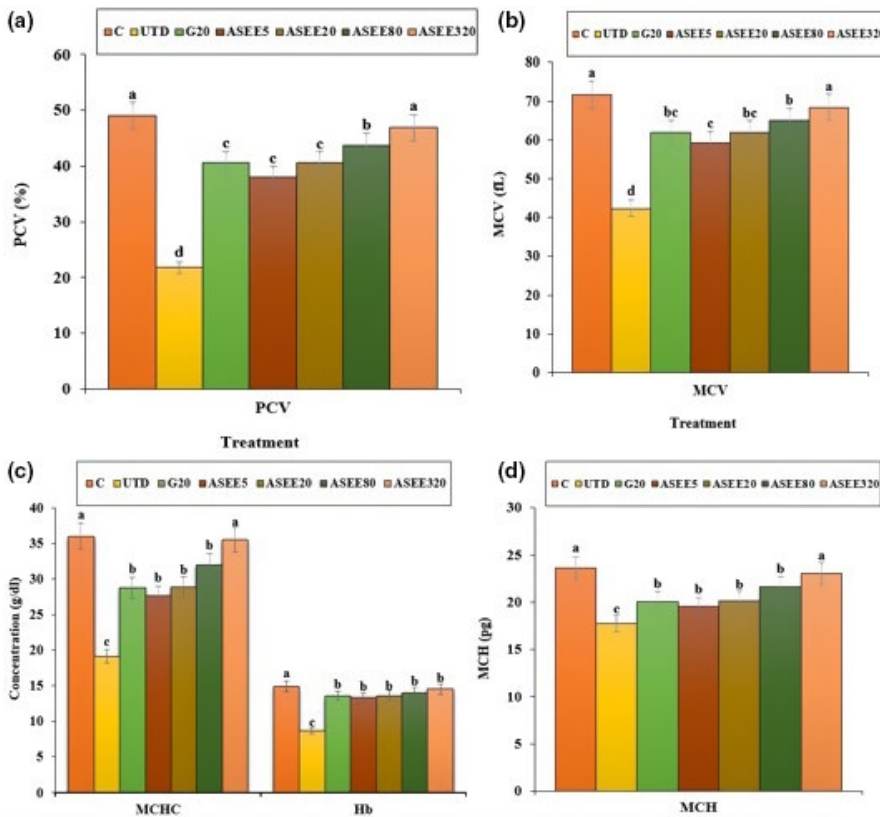 (a)
C UTD G20 ASEE5 ASEE20 ASEE80 ASEE320
60
50
40
30
20
10
0
PCV (%)
a
d
c
c
c
b
a
PCV
Treatment
(b)
C UTD G20 ASEE5 ASEE20 ASEE80 ASEE320
80
70
60
50
40
30
20
10
0
MCV (fL)
a
d
bc
c
bc
b
a
MCV
Treatment
(c)
C UTD G20 ASEE5 ASEE20 ASEE80 ASEE320
40
35
30
25
20
15
10
5
0
Concentration (g/dl)
a
c
b
b
b
b
a
a
c
b
b
b
b
b
MCHC Hb
(d)
C UTD G20 ASEE5 ASEE20 ASEE80 ASEE320
30
25
20
15
10
5
0
MCH (pg)
a
c
b
b
b
b
a
MCH